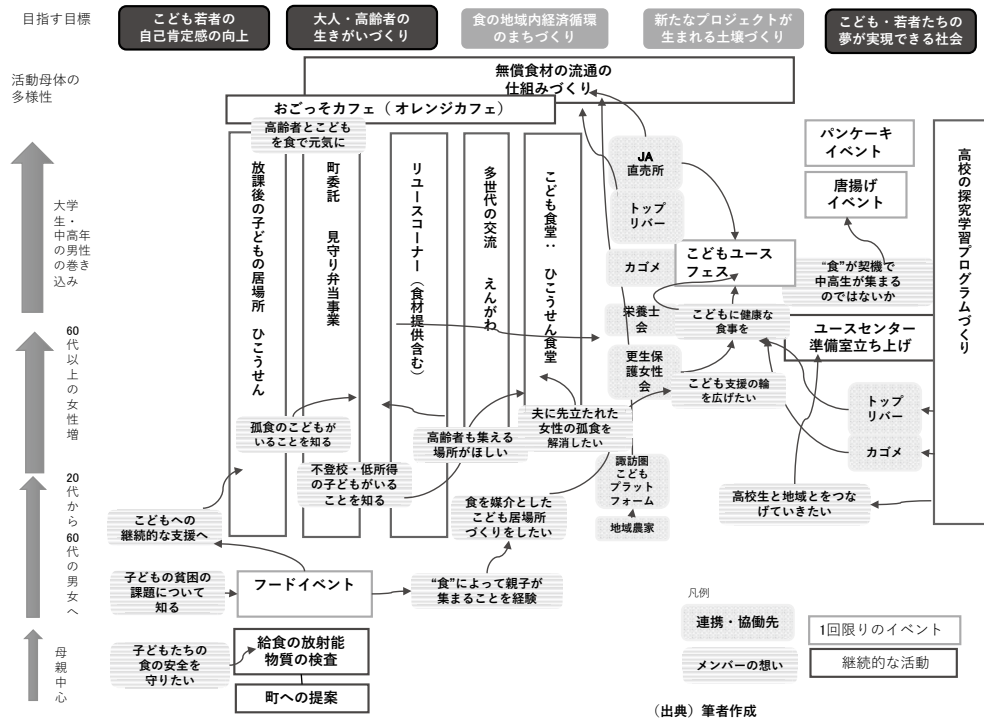 目指す目標
こども若者の
自己肯定感の向上
大人・高齢者の
生きがいづくり
食の地域内経済循環
のまちづくり
新たなプロジェクトが
生まれる土壌づくり
こども・若者たちの
夢が実現できる社会
活動母体の
多様性
無償食材の流通の
仕組みづくり
おごっそカフェ（オレンジカフェ）
高齢者とこども
を食で元気に
放課後の子どもの居場所　ひこうせん
町委託　見守り弁当事業
リユースコーナー（食材提供含む）
多世代の交流　えんがわ
こども食堂：　ひこうせん食堂
JA
直売所
トップ
リバー
カゴメ
栄養士
会
更生保
護女性
会
諏訪圏
こども
プラット
フォーム
地域農家
こどもユース
フェス
こどもに健康な
食事を
こども支援の輪
を広げたい
パンケーキ
イベント
唐揚げ
イベント
“食”が契機で
中高生が集まる
のではないか
ユースセンター
準備室立ち上げ
トップ
リバー
カゴメ
高校生と地域とをつな
げていきたい
高校の探究学習プログラムづくり
大学
生・
中高年
の男性
の巻き
込み
60代以上の女性増
20代から60代の男女へ
母親中心
孤食のこどもが
いることを知る
不登校・低所得
の子どもがいる
ことを知る
高齢者も集える
場所がほしい
夫に先立たれた
女性の孤食を
解消したい
食を媒介とした
こども居場所
づくりをしたい
こどもへの
継続的な支援へ
子どもの貧困の
課題について
知る
フードイベント
“食”によって親子が
集まることを経験
子どもたちの
食の安全を
守りたい
給食の放射能
物質の検査
町への提案
凡例
連携・協働先
1回限りのイベント
メンバーの想い
継続的な活動
（出典）筆者作成